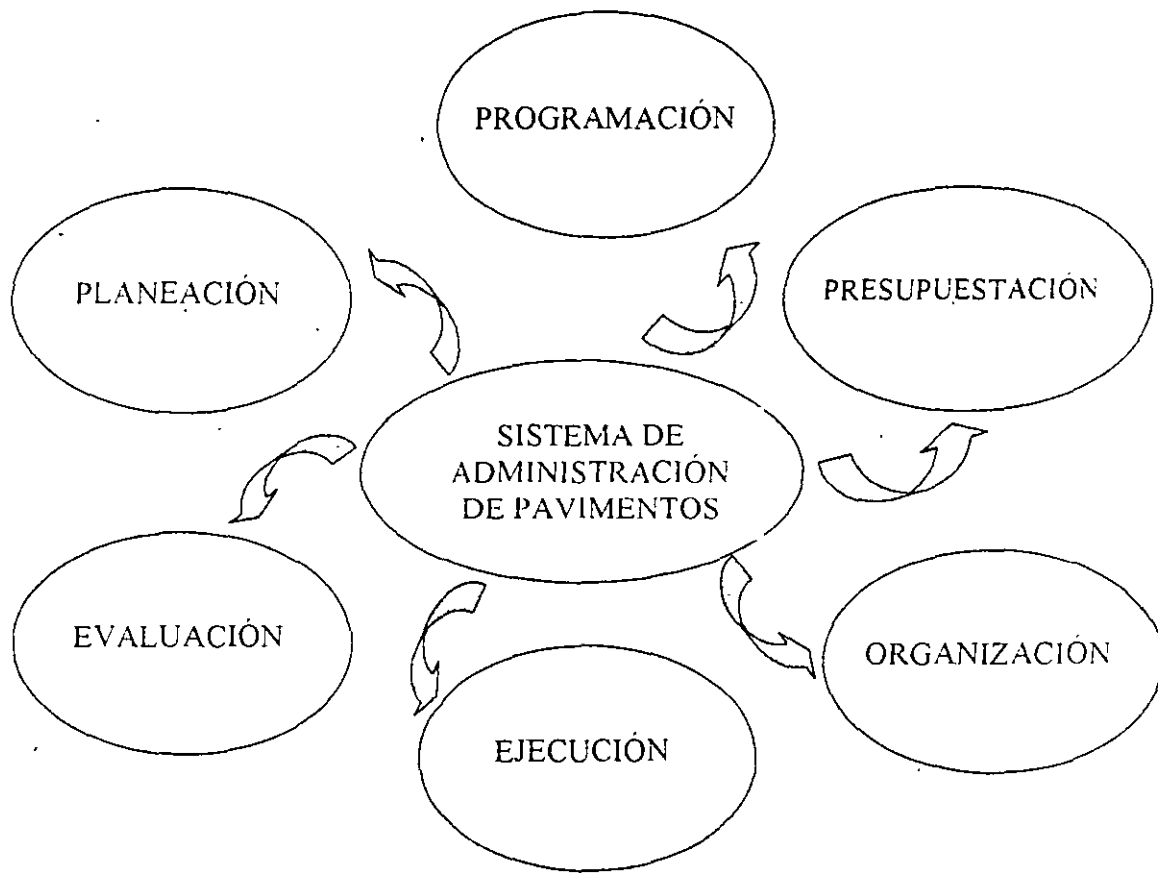 PROGRAMACIÓN
PLANEACIÓN
PRESUPUESTACIÓN
SISTEMA DE
ADMINISTRACIÓN
DE PAVIMENTOS
EVALUACIÓN
ORGANIZACIÓN
EJECUCIÓN